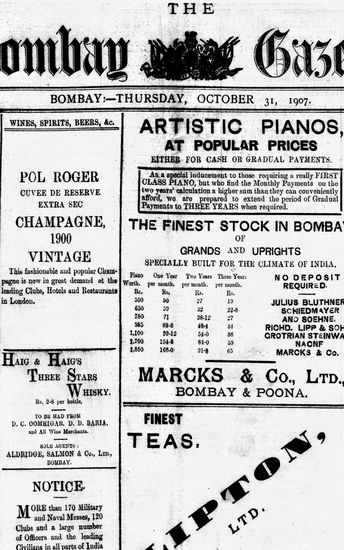 THE
Bombay Gaze
BOMBAY:—THURSDAY, OCTOBER 31, 1907.
WINES, SPIRITS, BEERS, &c.
POL ROGER
CUVEE DE RESERVE
EXTRA SEC
CHAMPAGNE,
1900
VINTAGE
This fashionable and popular Cham-
pagne is now in great demand at the
leading Clubs, Hotels and Restaurants
in London.
HAIG & HAIG'S
THREE STARS
WHISKY.
Rs. 2-8 per bottle.
TO BE HAD FROM
D. C. OOMRIGAR, D. D. DARIA,
and All Wine Merchants.
SOLE AGENTS:
ALDRIDGE, SALMON & Co., LTD.,
BOMBAY.
NOTICE.
MORE than 170 Military
and Naval Messes, 120
Clubs and a large number
of Officers and the leading
Civilians in all parts of India
ARTISTIC PIANOS,
AT POPULAR PRICES
EITHER FOR CASH OR GRADUAL PAYMENTS.
As a special inducement to those requiring a really FIRST
CLASS PIANO, but who find the Monthly Payments on the
two years' calculation a higher sum than they can conveniently
afford, we are prepared to extend the period of Gradual
Payments to THREE YEARS when required.
THE FINEST STOCK IN BOMBA
OF
GRANDS AND UPRIGHTS
SPECIALLY BUILT FOR THE CLIMATE OF INDIA.
Piano One Year Two Years Three Years:
Worth. per month. per month. per month.
Rs. Rs. Rs. Rs.
550 50 27 19
650 59 32 22-8
780 71 38-12 27
985 89-8 48-4 34
1,100 99-12 54-0 38
1,700 154-8 84-0 59
1,850 168-0 91-8 65
NO DEPOSIT
REQUIRED.
JULIUS BLUTHNER
SCHIEDMAYER
AND SOEHNE.
RICHD. LIPP & SOH
GROTRIAN STEINWA
NAGNF
MARCKS & Co.
MARCKS & Co., LTD.,
BOMBAY & POONA.
FINEST
TEAS.
LIPTON,
LTD.